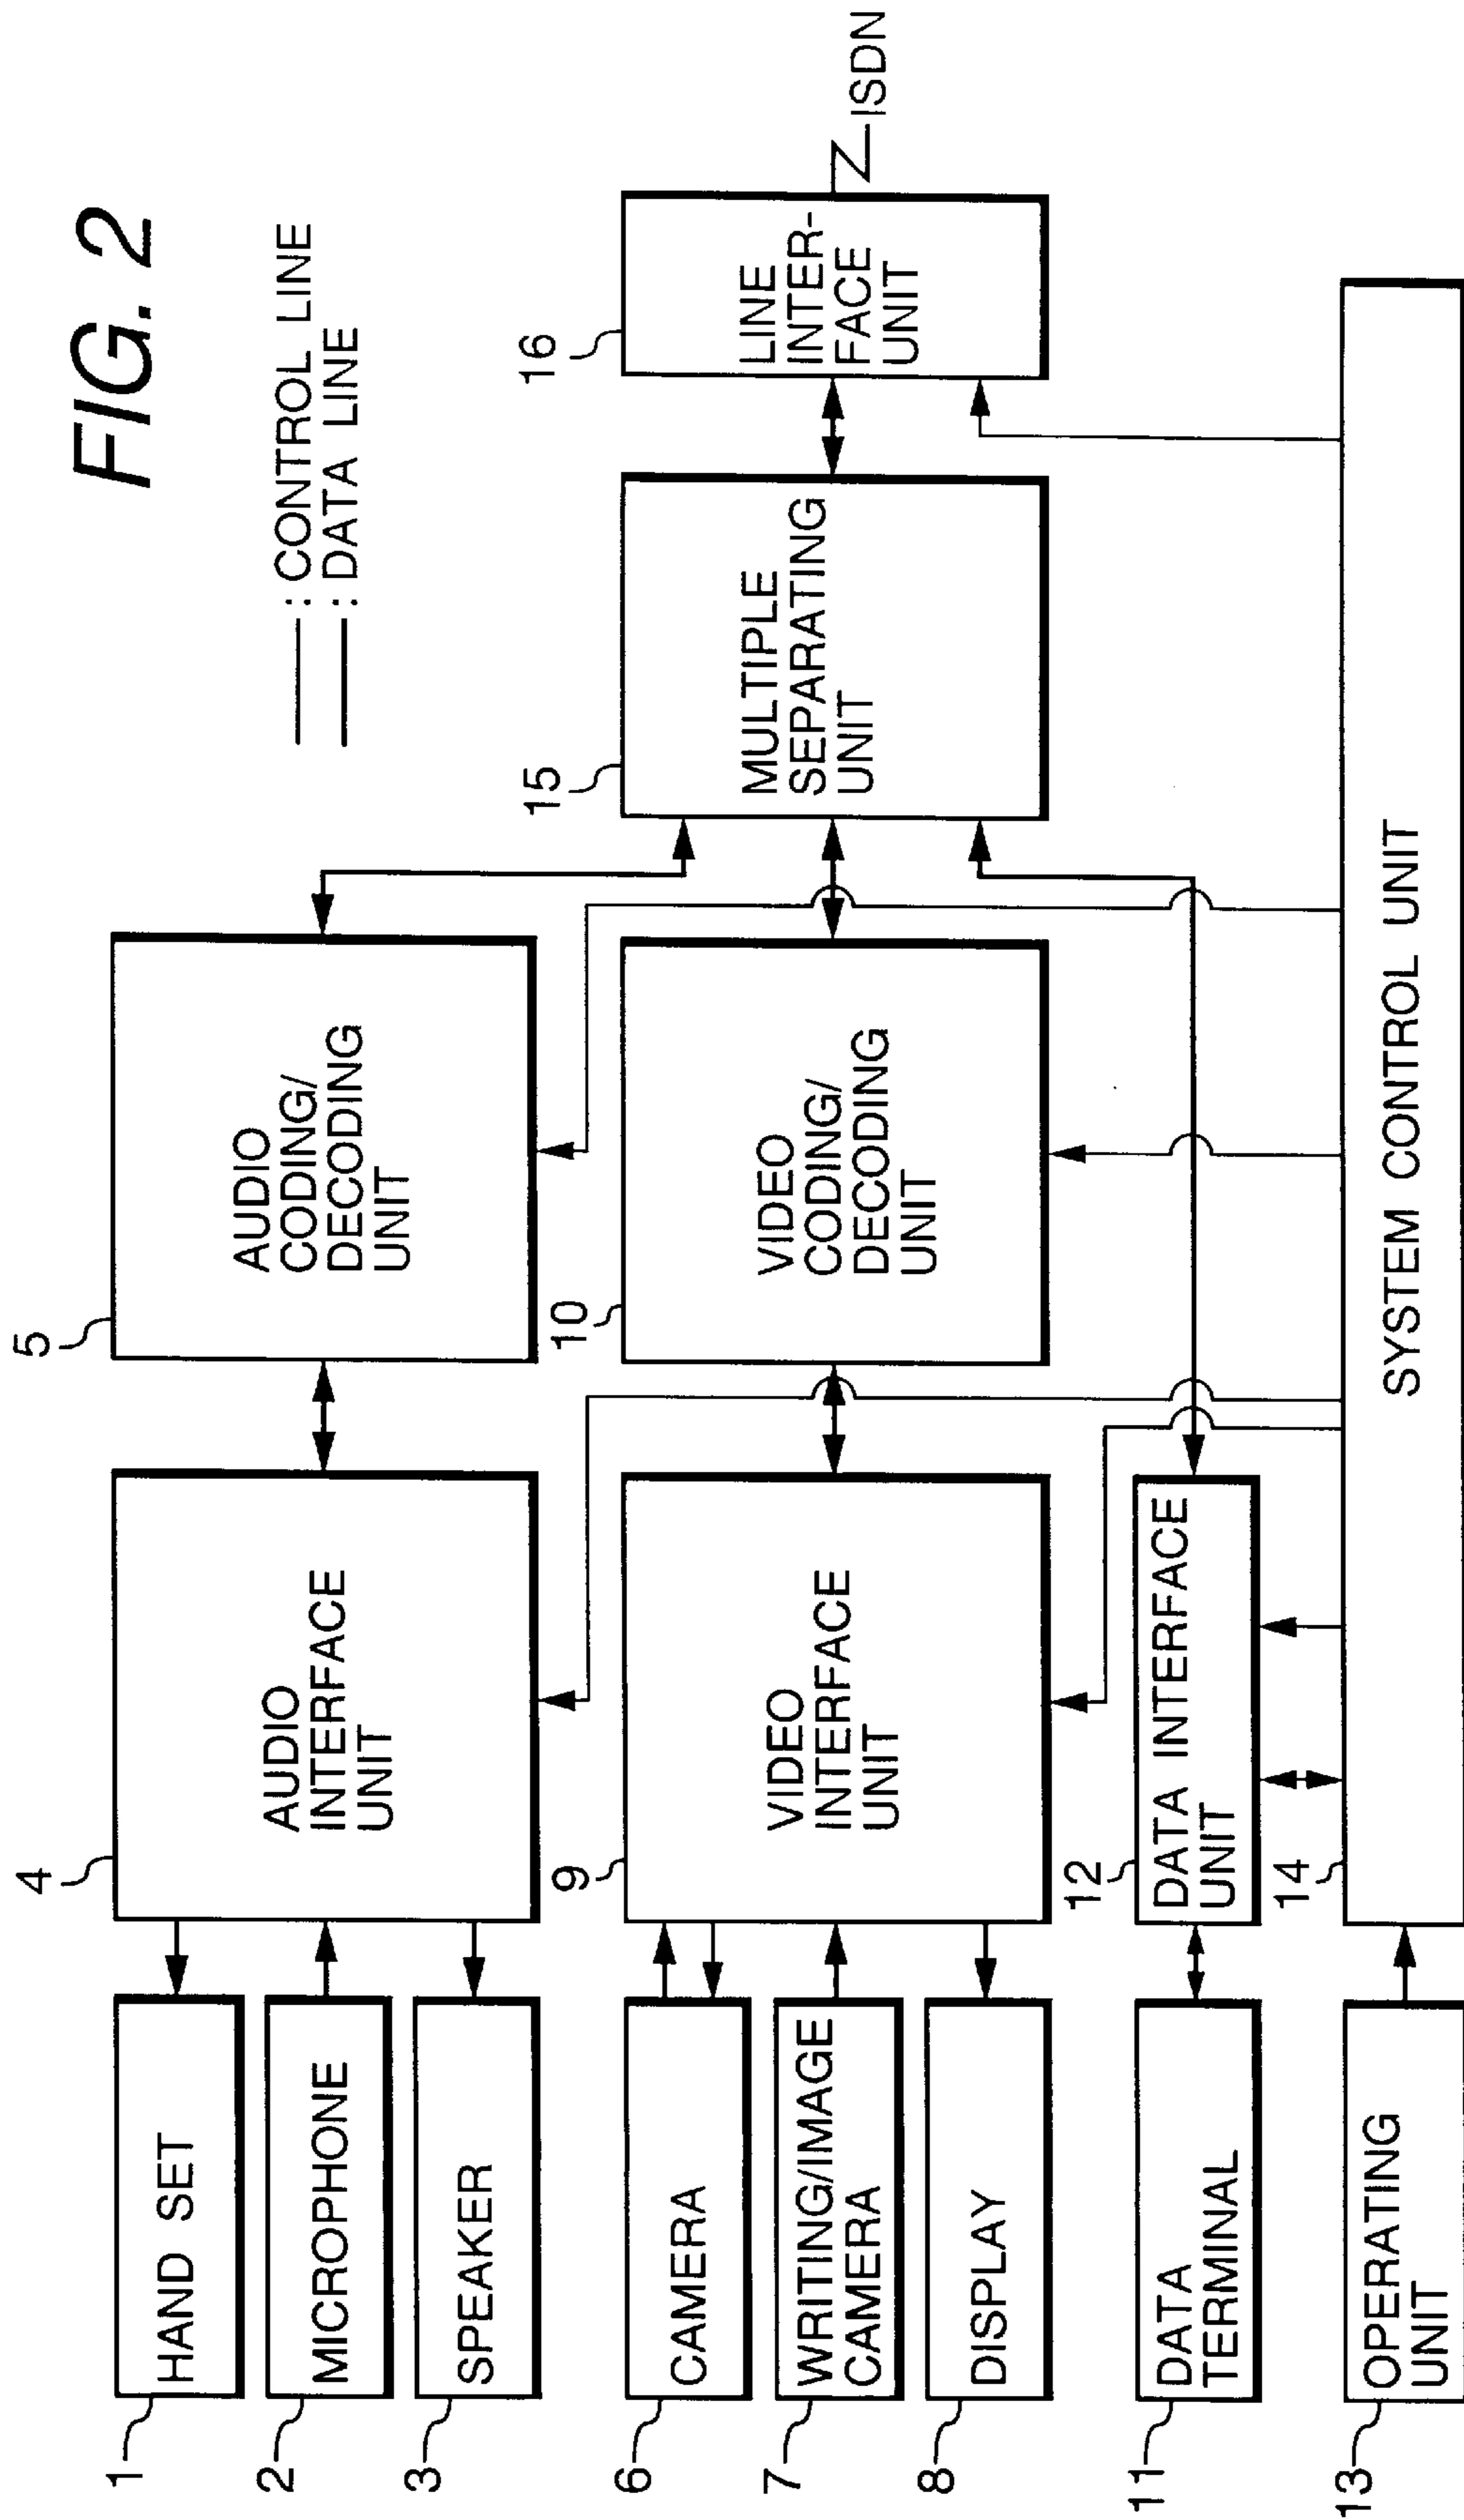 FIG. 2
: CONTROL LINE
: DATA LINE
1
HAND SET
2
MICROPHONE
3
SPEAKER
4
AUDIO
INTERFACE
UNIT
5
AUDIO
CODING/
DECODING
UNIT
6
CAMERA
7
WRITING/IMAGE
CAMERA
8
DISPLAY
9
VIDEO
INTERFACE
UNIT
10
VIDEO
CODING/
DECODING
UNIT
15
MULTIPLE
SEPARATING
UNIT
16
LINE
INTER-
FACE
UNIT
ISDN
11
DATA
TERMINAL
12
DATA INTERFACE
UNIT
13
OPERATING
UNIT
14
SYSTEM CONTROL UNIT